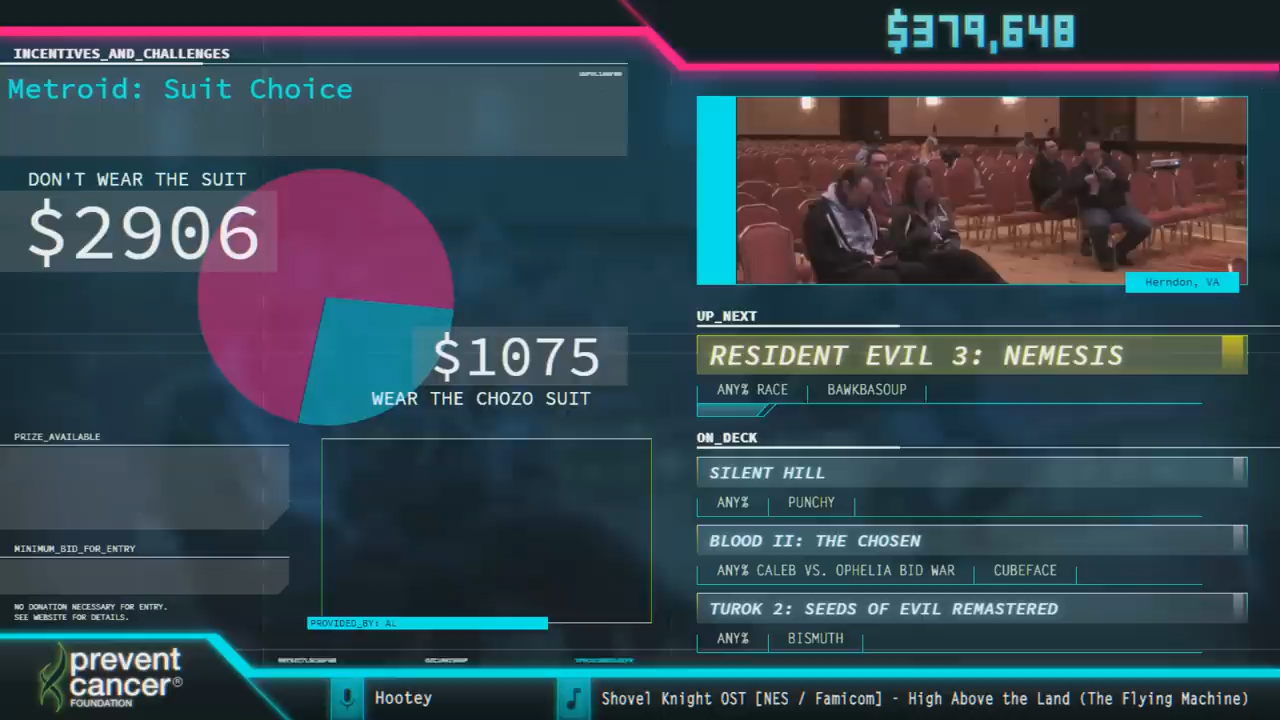 $379,648
INCENTIVES_AND_CHALLENGES
Metroid: Suit Choice
DON'T WEAR THE SUIT
$2906
$1075
WEAR THE CHOZO SUIT
PRIZE_AVAILABLE
MINIMUM_BID_FOR_ENTRY
NO DONATION NECESSARY FOR ENTRY.
SEE WEBSITE FOR DETAILS.
PROVIDED_BY: AL
Herndon, VA
UP_NEXT
RESIDENT EVIL 3: NEMESIS
ANY% RACE BAWKBASOUP
ON_DECK
SILENT HILL
ANY% PUNCHY
BLOOD II: THE CHOSEN
ANY% CALEB VS. OPHELIA BID WAR CUBEFACE
TUROK 2: SEEDS OF EVIL REMASTERED
ANY% BISMUTH
prevent
cancer®
FOUNDATION
Hootey
Shovel Knight OST [NES / Famicom] - High Above the Land (The Flying Machine)